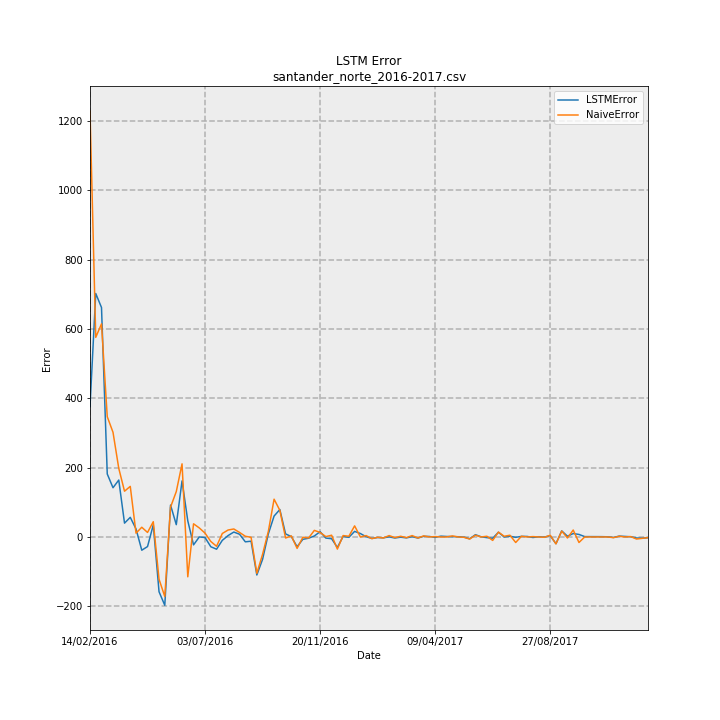 LSTM Error
santander_norte_2016-2017.csv
LSTMError
NaiveError
1200
1000
800
600
400
200
0
−200
Error
14/02/2016
03/07/2016
20/11/2016
09/04/2017
27/08/2017
Date